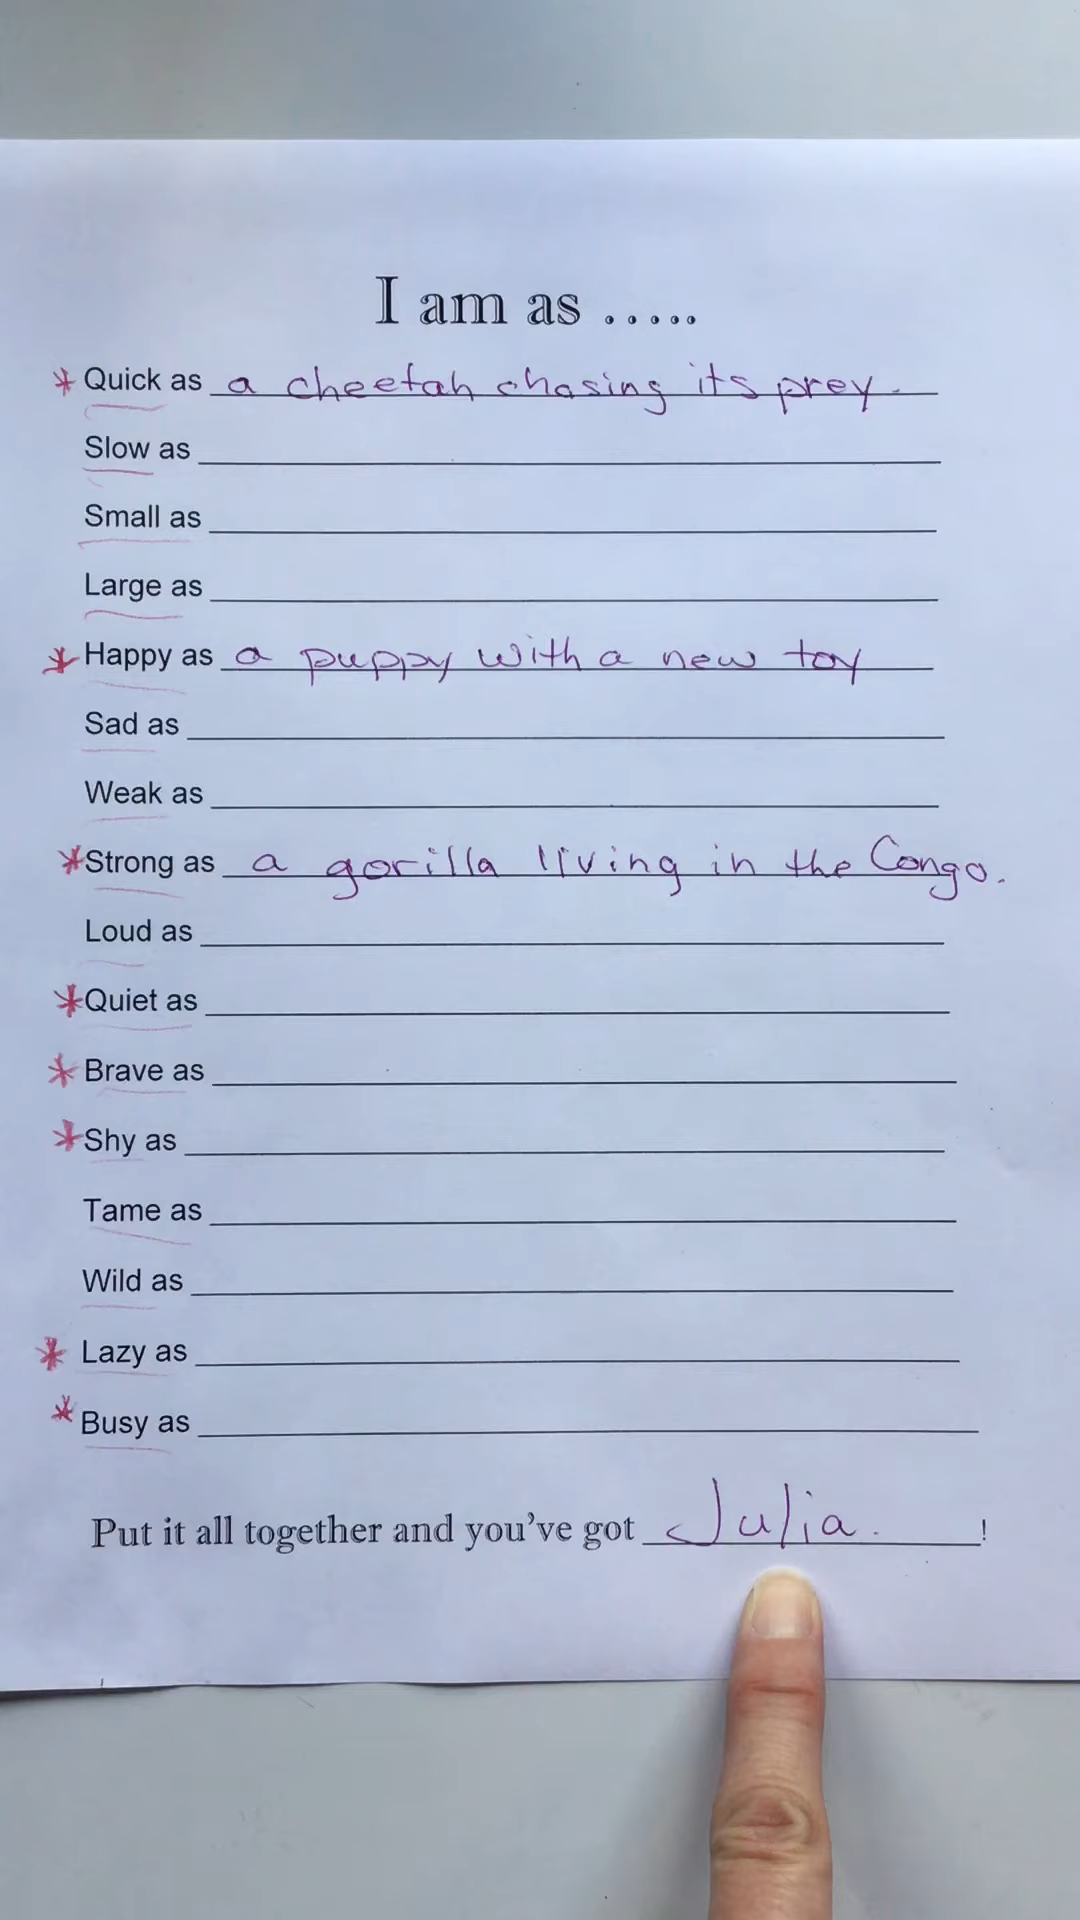 I am as .....
* Quick as a cheetah chasing its prey.
Slow as
Small as
Large as
* Happy as a puppy with a new toy
Sad as
Weak as
* Strong as a gorilla living in the Congo.
Loud as
* Quiet as
* Brave as
* Shy as
Tame as
Wild as
* Lazy as
* Busy as
Put it all together and you've got Julia. !